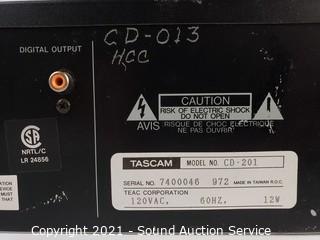 DIGITAL OUTPUT
CD-013
HCC
CAUTION
RISK OF ELECTRIC SHOCK
DO NOT OPEN
AVIS
RISQUE DE CHOC ELECTRIQUE
NE PAS OUVRIR
NRTL/C
LR 24856
TASCAM MODEL NO. CD-201
SERIAL NO. 7400046 972 MADE IN TAIWAN R.O.C.
TEAC CORPORATION
120VAC, 60HZ, 12W
THAT
Copyright 2021 - Auction Sound Service